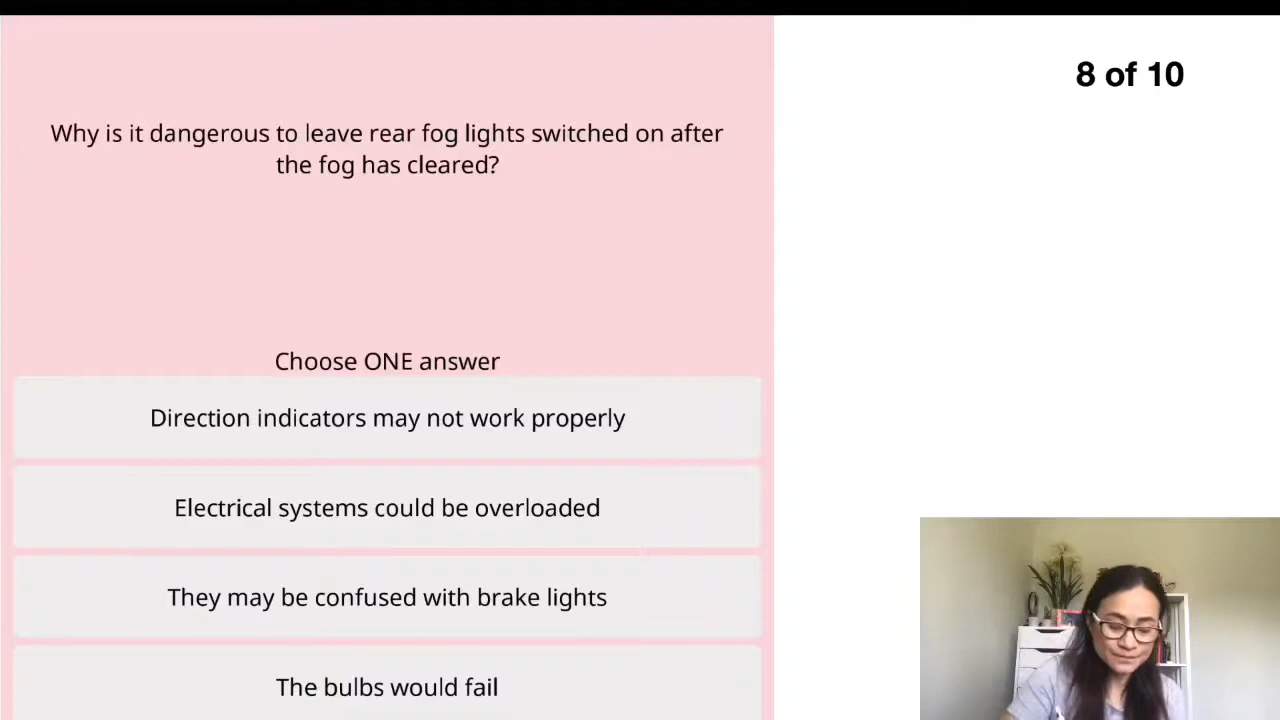 8 of 10
Why is it dangerous to leave rear fog lights switched on after
the fog has cleared?
Choose ONE answer
Direction indicators may not work properly
Electrical systems could be overloaded
They may be confused with brake lights
The bulbs would fail